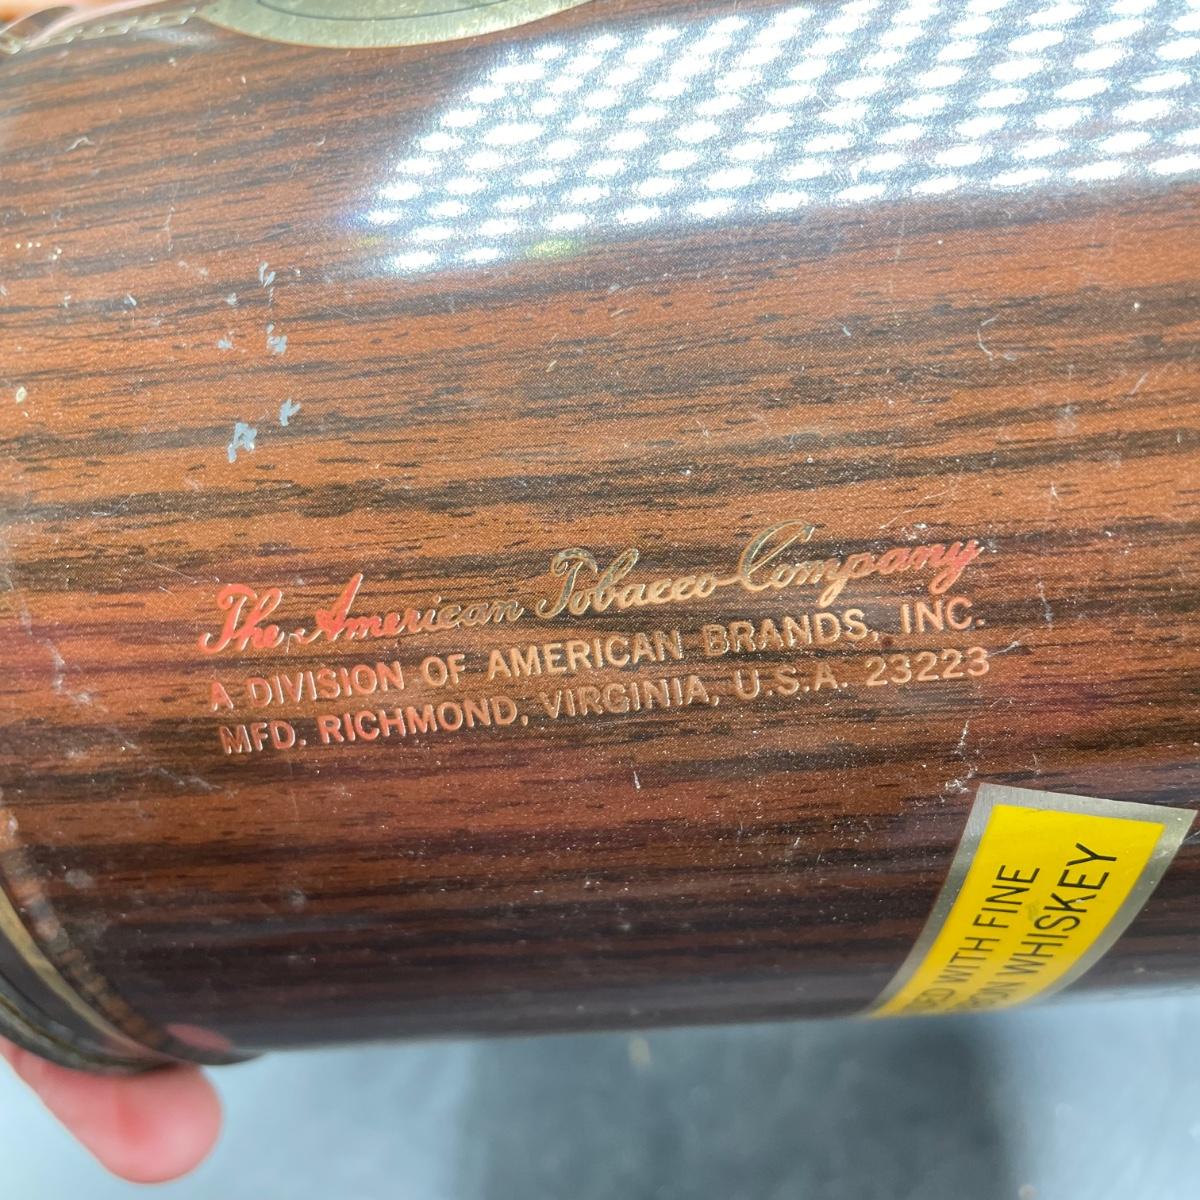 The American Tobacco Company
A DIVISION OF AMERICAN BRANDS, INC.
MFD. RICHMOND, VIRGINIA, U.S.A. 23223
WITH FINE
WHISKEY